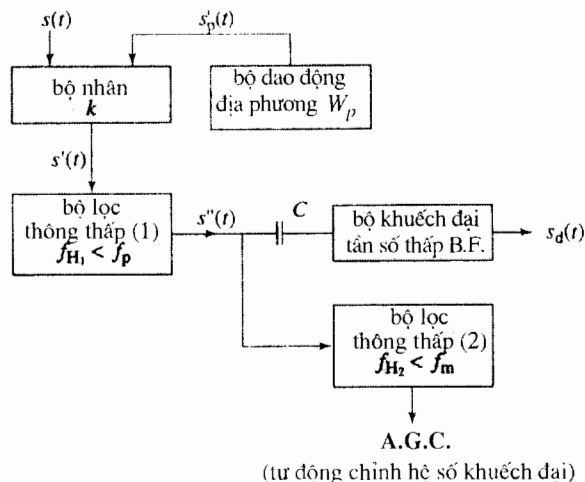 s(t)
s'p(t)
bộ nhân
k
bộ dao động
địa phương Wp
s'(t)
bộ lọc
thông thấp (1)
fH1 < fp
s''(t)
C
bộ khuếch đại
tần số thấp B.F.
sd(t)
bộ lọc
thông thấp (2)
fH2 < fm
A.G.C.
(tự động chỉnh hệ số khuếch đại)